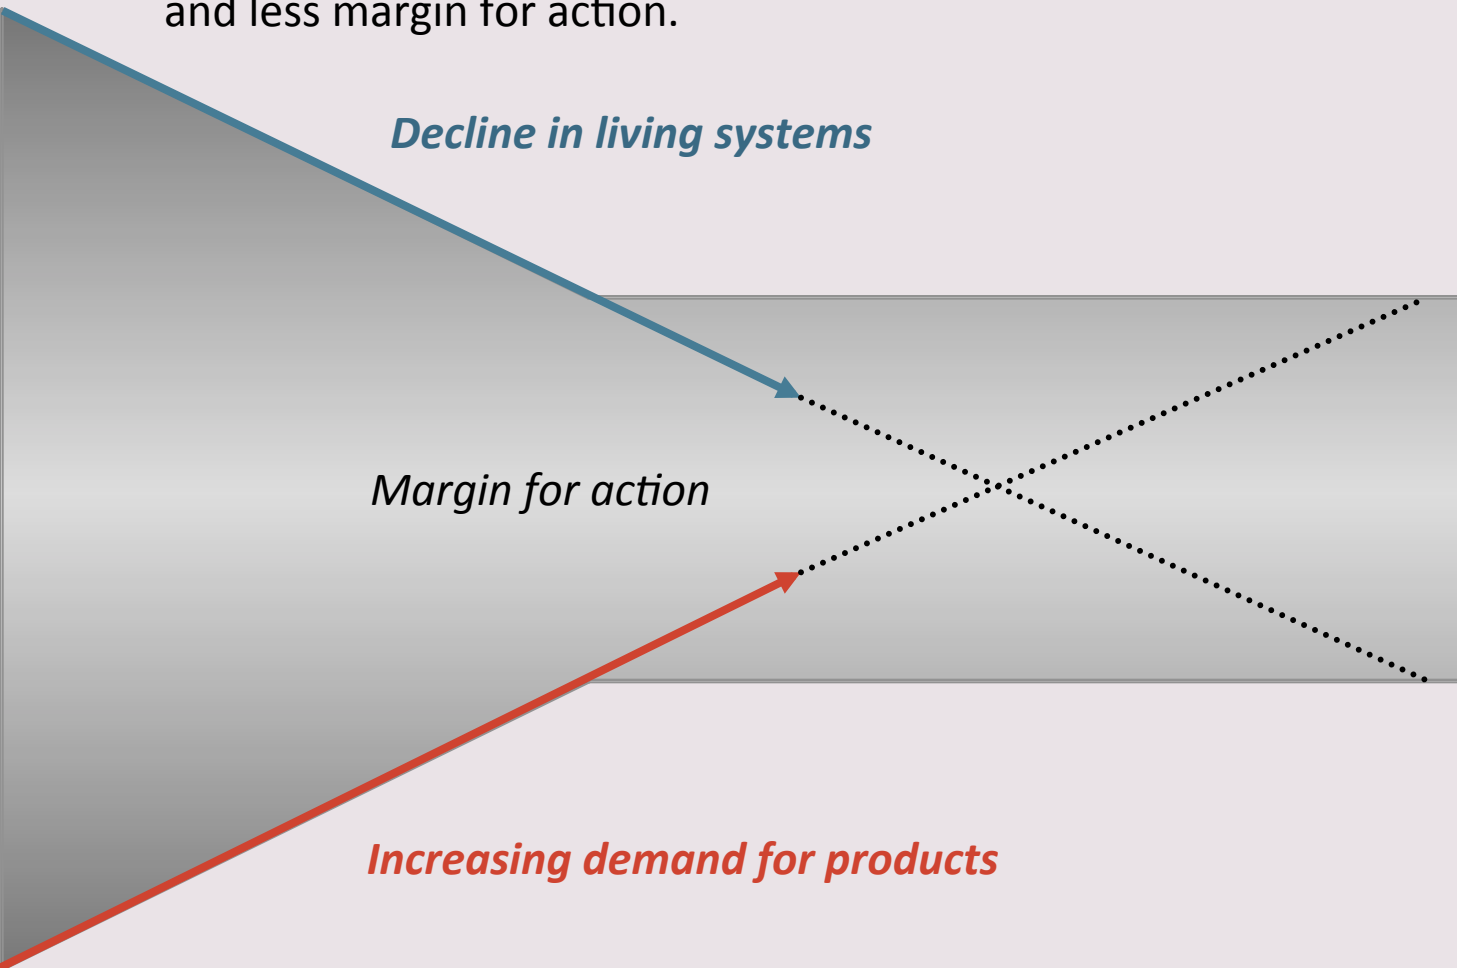 and less margin for action.
Decline in living systems
Margin for action
Increasing demand for products